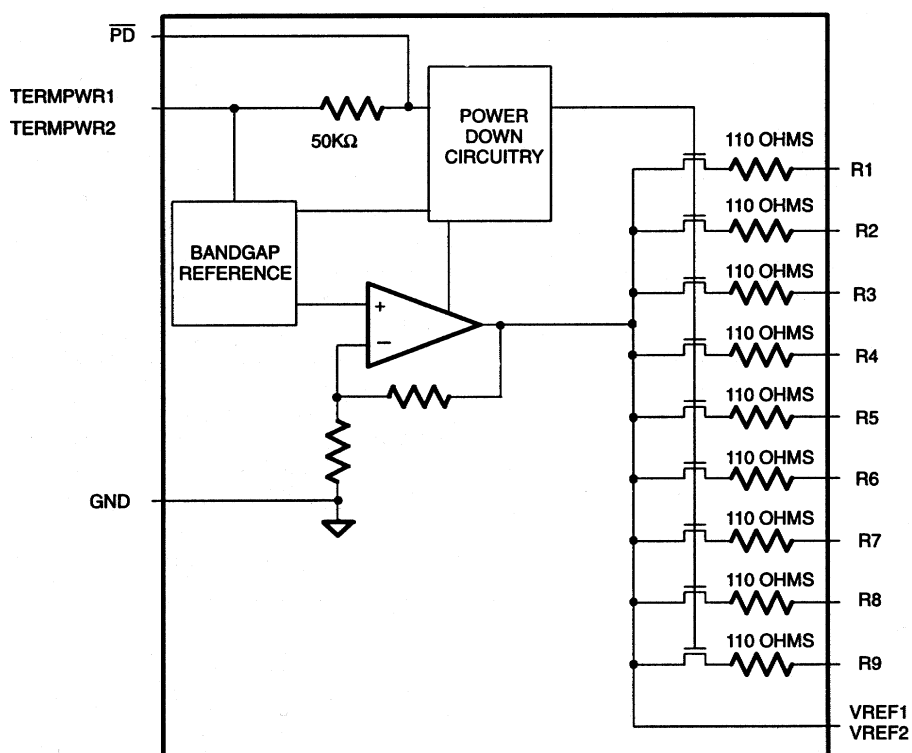 PD
TERMPWR1
TERMPWR2
50KΩ
POWER
DOWN
CIRCUITRY
BANDGAP
REFERENCE
+
−
GND
110 OHMS
R1
110 OHMS
R2
110 OHMS
R3
110 OHMS
R4
110 OHMS
R5
110 OHMS
R6
110 OHMS
R7
110 OHMS
R8
110 OHMS
R9
VREF1
VREF2